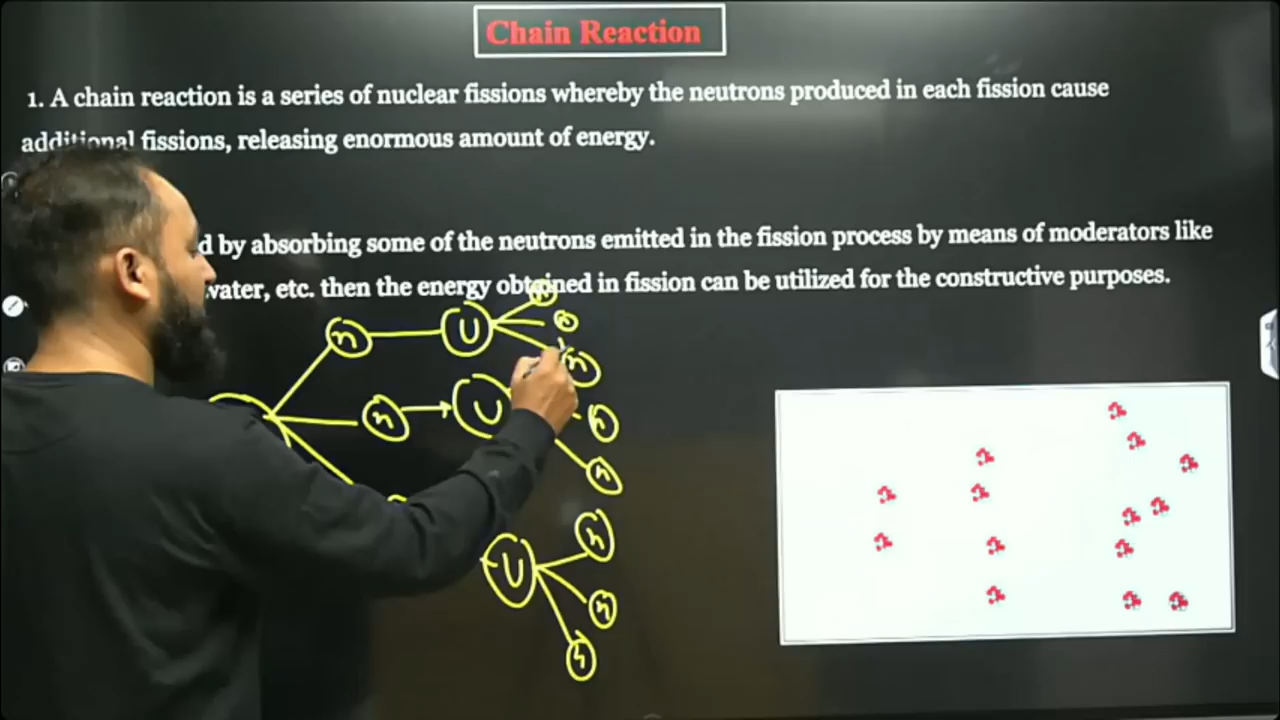 Chain Reaction
1. A chain reaction is a series of nuclear fissions whereby the neutrons produced in each fission cause
additional fissions, releasing enormous amount of energy.
by absorbing some of the neutrons emitted in the fission process by means of moderators like
water, etc. then the energy obtained in fission can be utilized for the constructive purposes.
n U n
n
n
n U n
n
U n
n
n